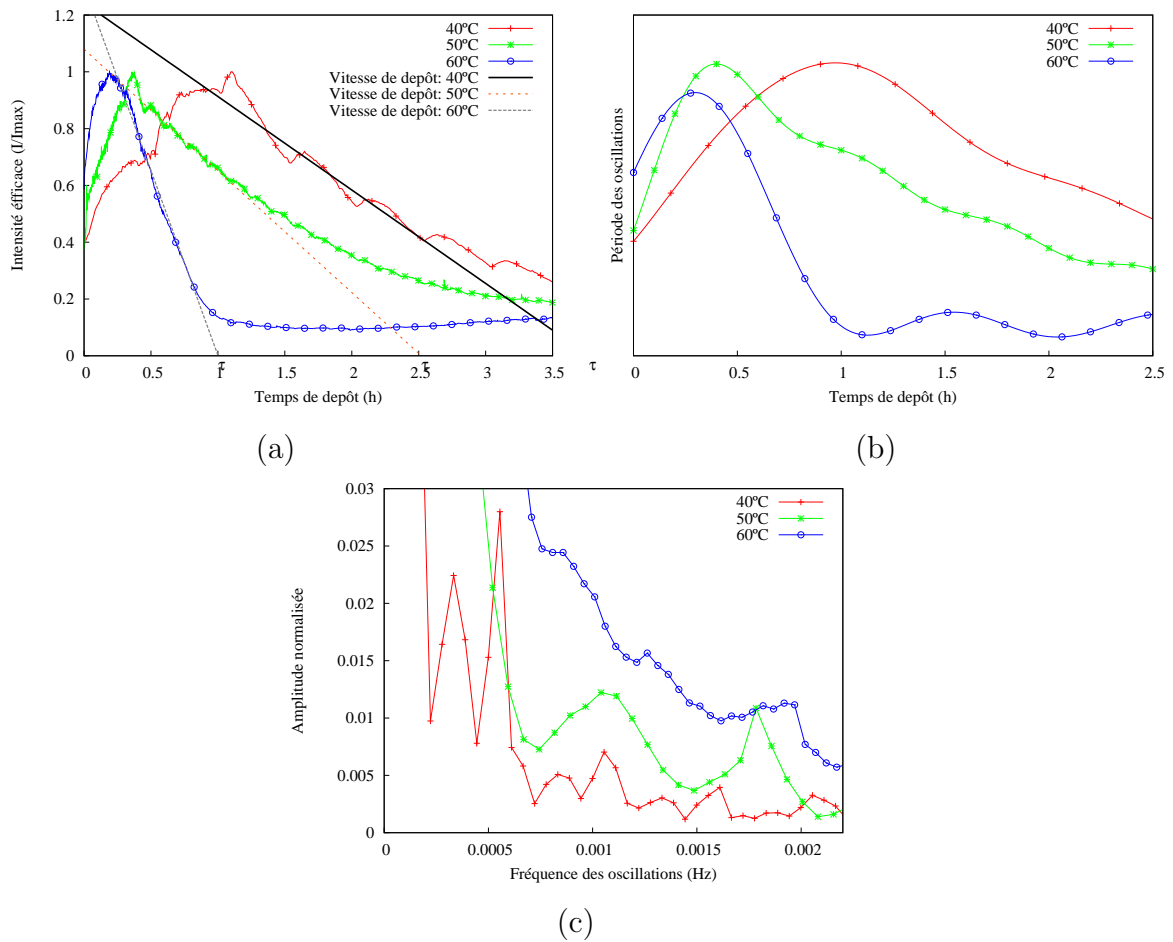 Intensité éfficace (I/Imax)
1.2
1
0.8
0.6
0.4
0.2
0
40ºC
50ºC
60ºC
Vitesse de depôt: 40ºC
Vitesse de depôt: 50ºC
Vitesse de depôt: 60ºC
0 0.5 1 1.5 2 2.5 3 3.5
τ τ τ
Temps de depôt (h)
(a)
Période des oscillations
40ºC
50ºC
60ºC
0 0.5 1 1.5 2 2.5
Temps de depôt (h)
(b)
Amplitude normalisée
0.03
0.025
0.02
0.015
0.01
0.005
0
40ºC
50ºC
60ºC
0 0.0005 0.001 0.0015 0.002
Fréquence des oscillations (Hz)
(c)